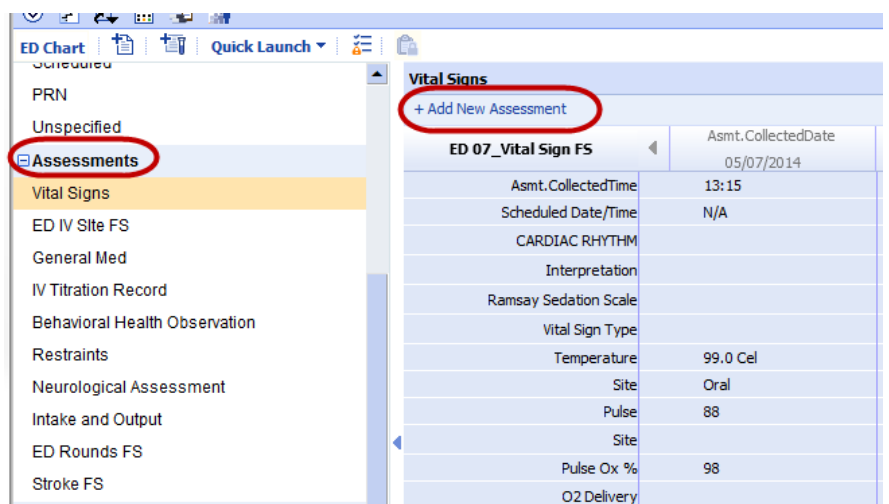 ED Chart Quick Launch
Scheduled
PRN
Unspecified
Assessments
Vital Signs
ED IV SIte FS
General Med
IV Titration Record
Behavioral Health Observation
Restraints
Neurological Assessment
Intake and Output
ED Rounds FS
Stroke FS
Vital Signs
+ Add New Assessment
ED 07_Vital Sign FS Asmt.CollectedDate
05/07/2014
Asmt.CollectedTime 13:15
Scheduled Date/Time N/A
CARDIAC RHYTHM
Interpretation
Ramsay Sedation Scale
Vital Sign Type
Temperature 99.0 Cel
Site Oral
Pulse 88
Site
Pulse Ox % 98
O2 Delivery